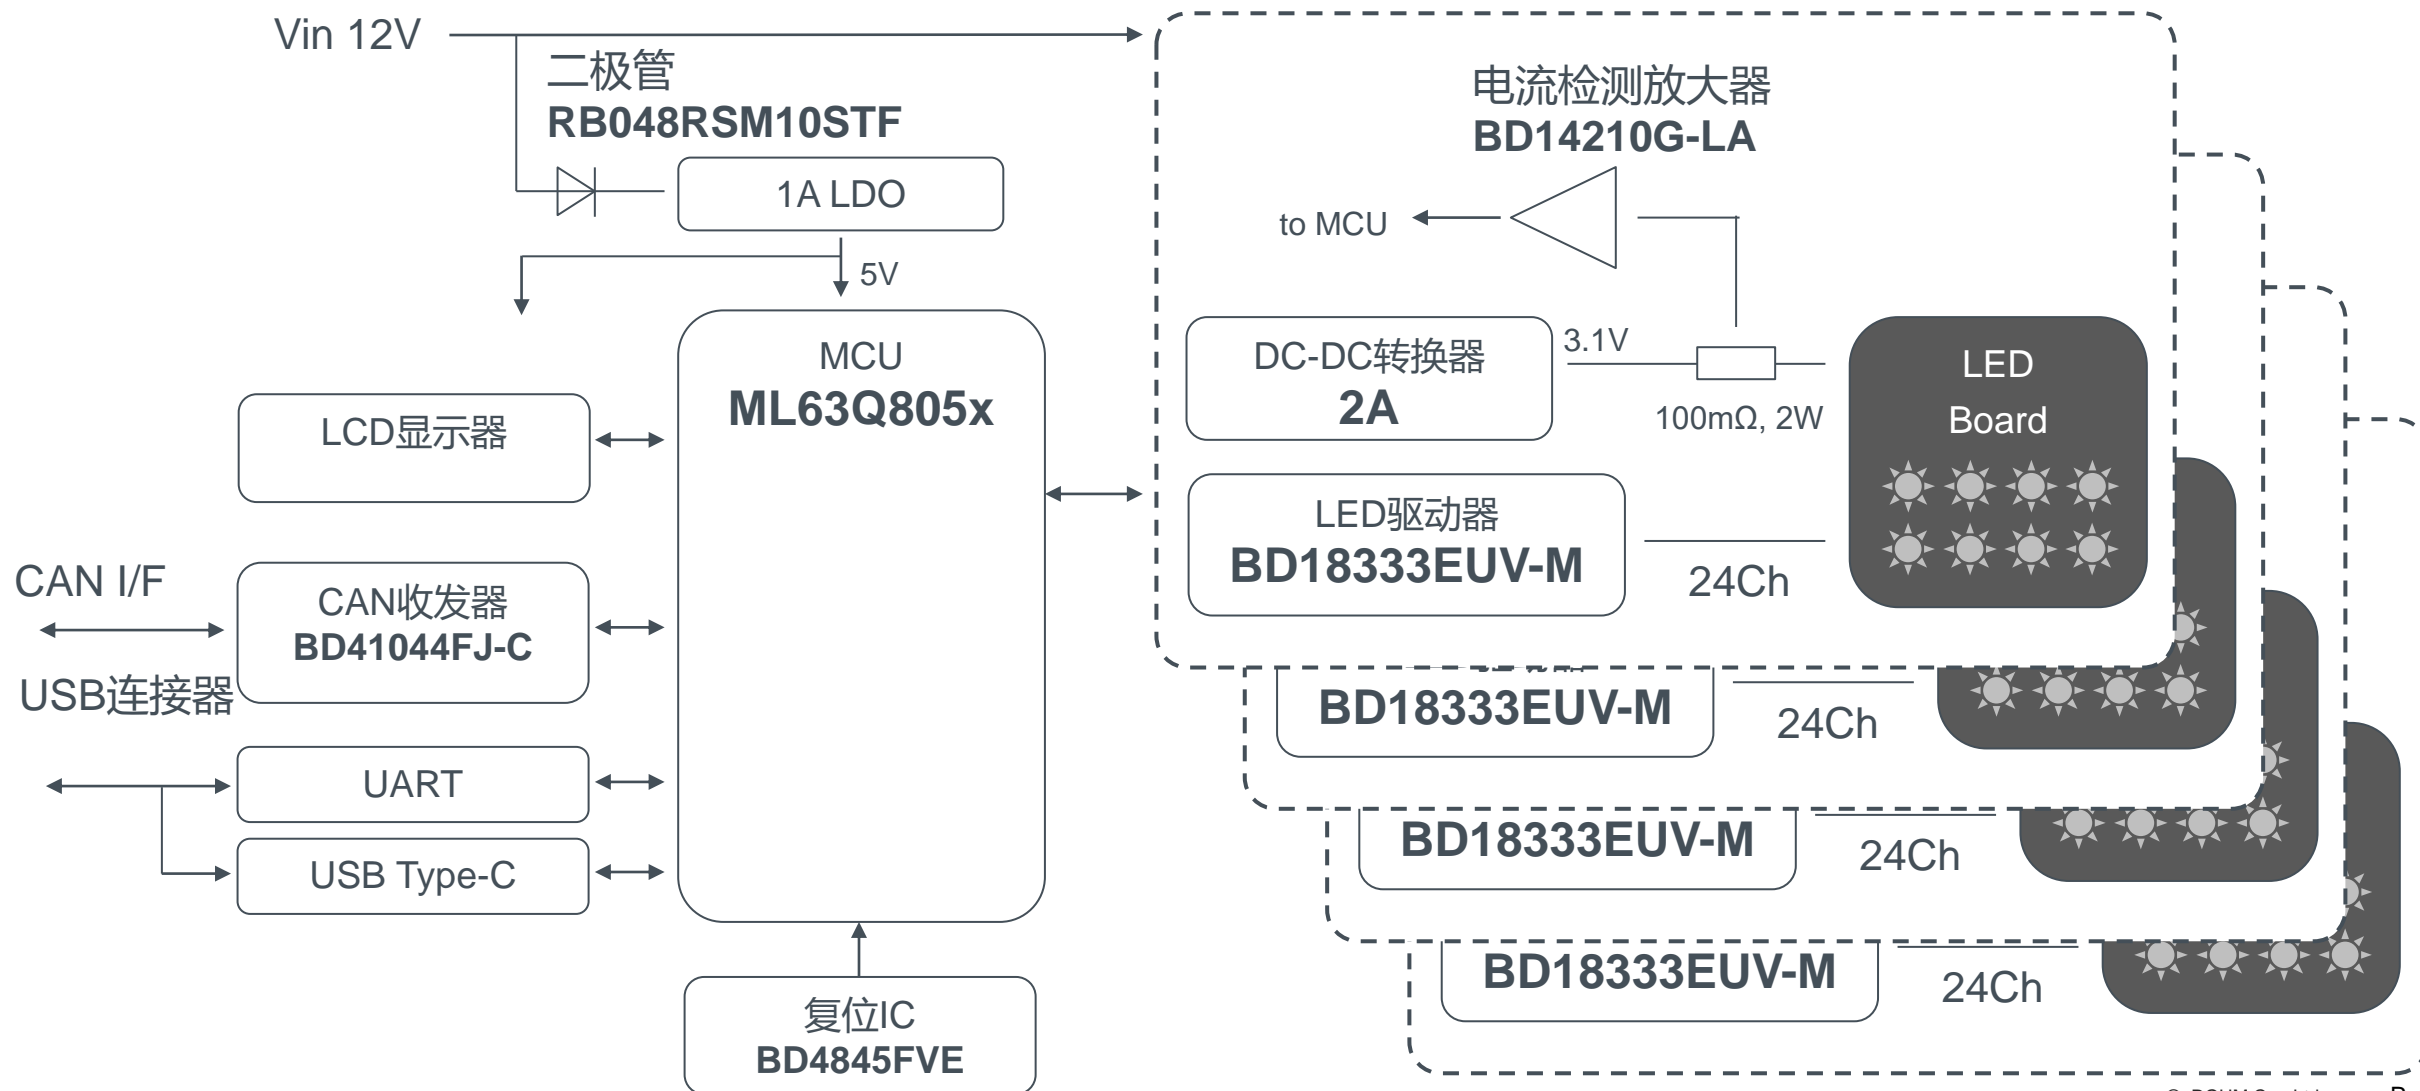 Vin 12V
二极管
RB048RSM10STF
1A LDO
5V
MCU
ML63Q805x
LCD显示器
CAN I/F
CAN收发器
BD41044FJ-C
USB连接器
UART
USB Type-C
复位IC
BD4845FVE
电流检测放大器
BD14210G-LA
to MCU
DC-DC转换器
2A
3.1V
100mΩ, 2W
LED
Board
LED驱动器
BD18333EUV-M
24Ch
BD18333EUV-M
24Ch
BD18333EUV-M
24Ch
BD18333EUV-M
24Ch